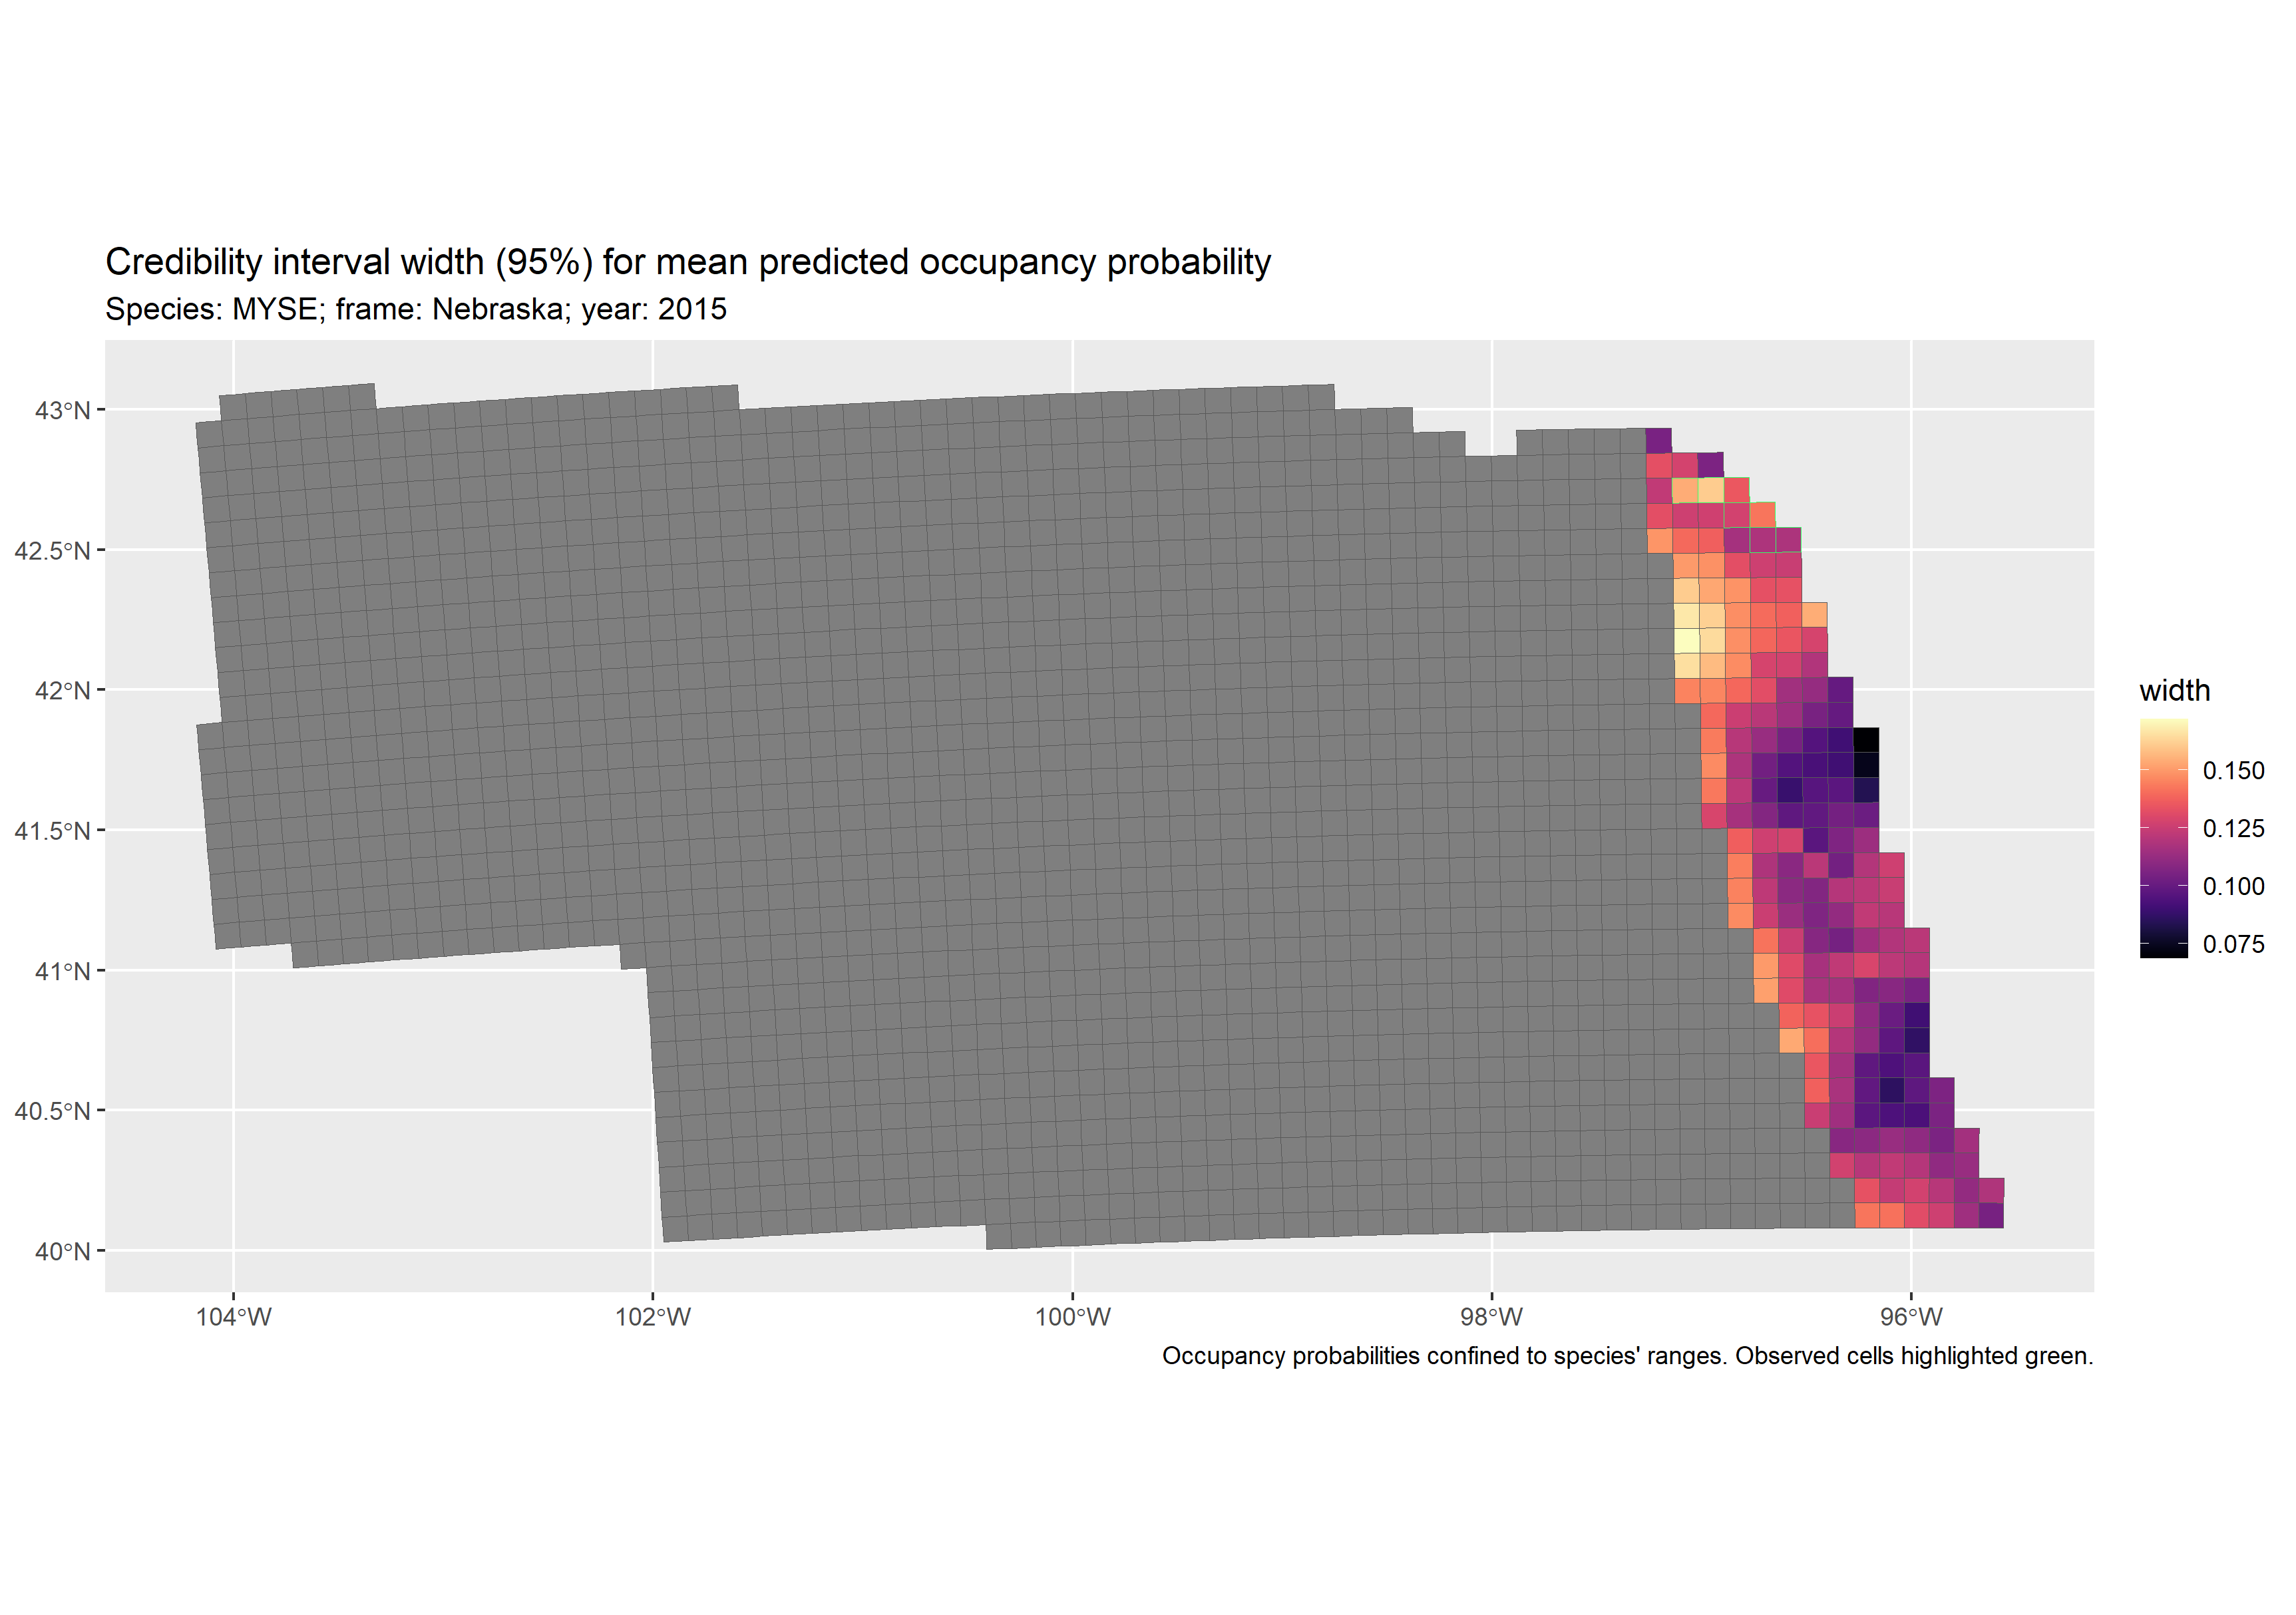 Credibility interval width (95%) for mean predicted occupancy probability
Species: MYSE; frame: Nebraska; year: 2015
43°N
42.5°N
42°N
41.5°N
41°N
40.5°N
40°N
104°W
102°W
100°W
98°W
96°W
width
0.150
0.125
0.100
0.075
Occupancy probabilities confined to species' ranges. Observed cells highlighted green.